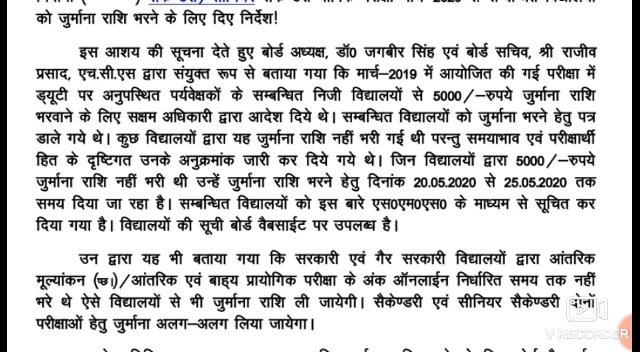 को जुर्माना राशि भरने के लिए दिए निर्देश!
इस आशय की सूचना देते हुए बोर्ड अध्यक्ष, डॉ0 जगबीर सिंह एवं बोर्ड सचिव, श्री राजीव
प्रसाद, एच.सी.एस द्वारा संयुक्त रूप से बताया गया कि मार्च–2019 में आयोजित की गई परीक्षा में
ड्यूटी पर अनुपस्थित पर्यवेक्षकों के सम्बन्धित निजी विद्यालयों से 5000/–रुपये जुर्माना राशि
भरवाने के लिए सक्षम अधिकारी द्वारा आदेश दिये थे। सम्बन्धित विद्यालयों को जुर्माना भरने हेतु पत्र
डाले गये थे। कुछ विद्यालयों द्वारा यह जुर्माना राशि नहीं भरी गई थी परन्तु समयाभाव एवं परीक्षार्थी
हित के दृष्टिगत उनके अनुक्रमांक जारी कर दिये गये थे। जिन विद्यालयों द्वारा 5000/–रुपये
जुर्माना राशि नहीं भरी थी उन्हें जुर्माना राशि भरने हेतु दिनांक 20.05.2020 से 25.05.2020 तक
समय दिया जा रहा है। सम्बन्धित विद्यालयों को इस बारे एस0एम0एस0 के माध्यम से सूचित कर
दिया गया है। विद्यालयों की सूची बोर्ड वैबसाईट पर उपलब्ध है।
उन द्वारा यह भी बताया गया कि सरकारी एवं गैर सरकारी विद्यालयों द्वारा आंतरिक
मूल्यांकन (च्छ।)/आंतरिक एवं बाह्य प्रायोगिक परीक्षा के अंक ऑनलाईन निर्धारित समय तक नहीं
भरे थे ऐसे विद्यालयों से भी जुर्माना राशि ली जायेगी। सैकेण्डरी एवं सीनियर सैकेण्डरी दोनों
परीक्षाओं हेतु जुर्माना अलग–अलग लिया जायेगा।
V RECORDER